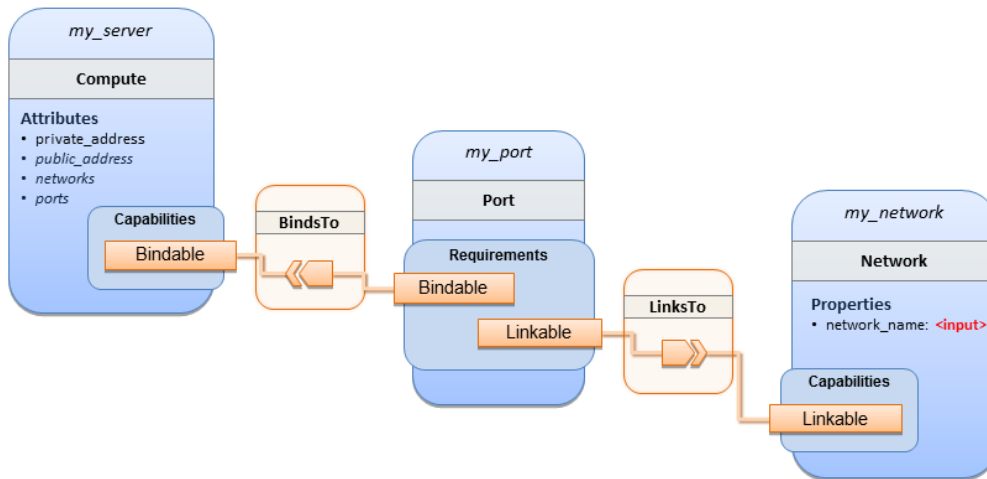 my_server
Compute
Attributes
• private_address
• public_address
• networks
• ports
Capabilities
Bindable
BindsTo
my_port
Port
Requirements
Bindable
Linkable
LinksTo
my_network
Network
Properties
• network_name: <input>
Capabilities
Linkable